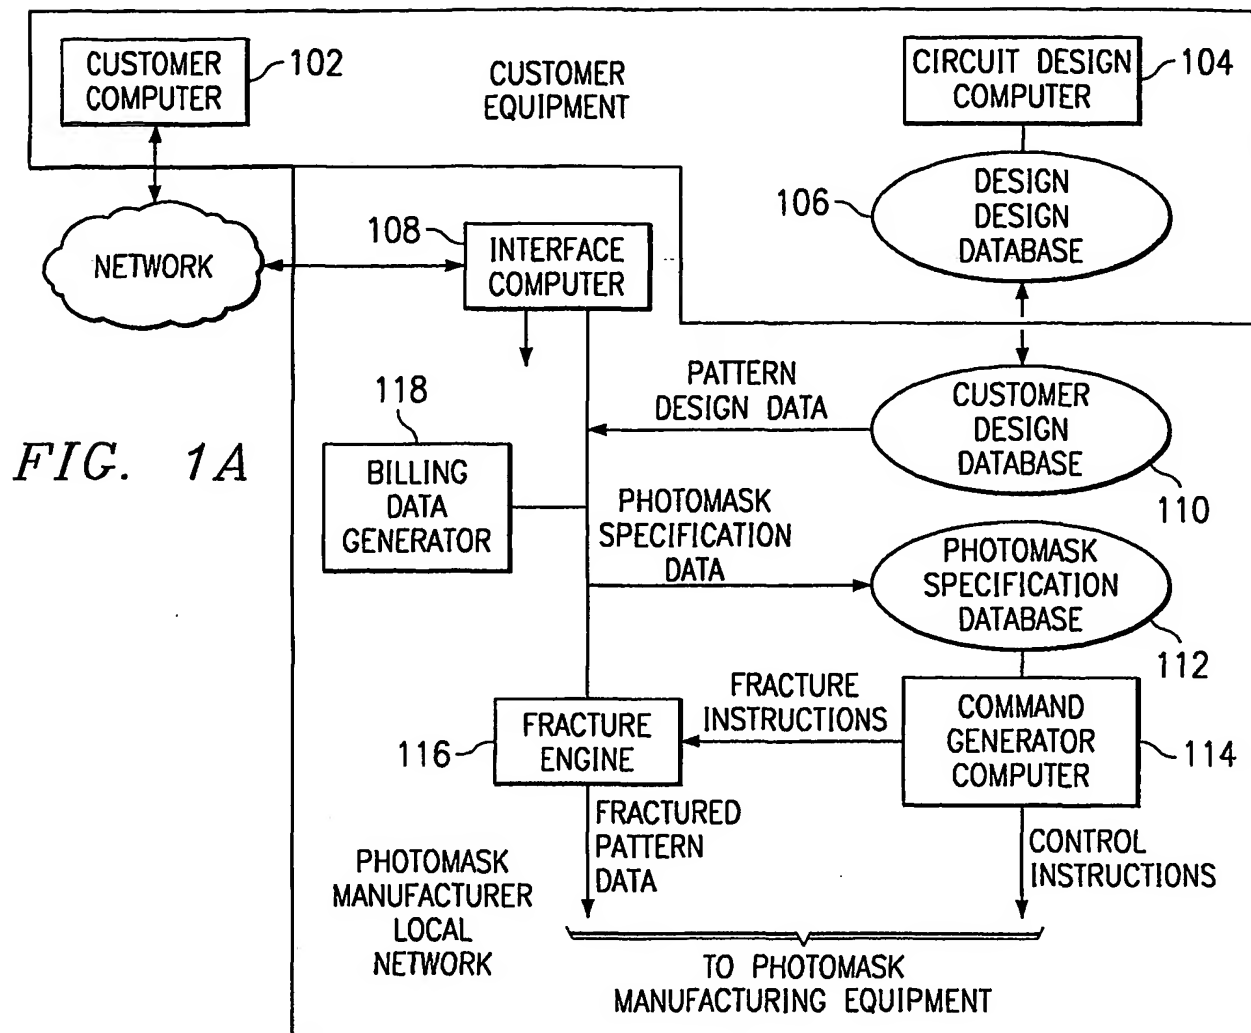 CUSTOMER
COMPUTER
102
CUSTOMER
EQUIPMENT
CIRCUIT DESIGN
COMPUTER
104
106
DESIGN
DESIGN
DATABASE
NETWORK
108
INTERFACE
COMPUTER
PATTERN
DESIGN DATA
CUSTOMER
DESIGN
DATABASE
110
118
BILLING
DATA
GENERATOR
FIG. 1A
PHOTOMASK
SPECIFICATION
DATA
PHOTOMASK
SPECIFICATION
DATABASE
112
FRACTURE
INSTRUCTIONS
116
FRACTURE
ENGINE
COMMAND
GENERATOR
COMPUTER
114
FRACTURED
PATTERN
DATA
CONTROL
INSTRUCTIONS
PHOTOMASK
MANUFACTURER
LOCAL
NETWORK
TO PHOTOMASK
MANUFACTURING EQUIPMENT